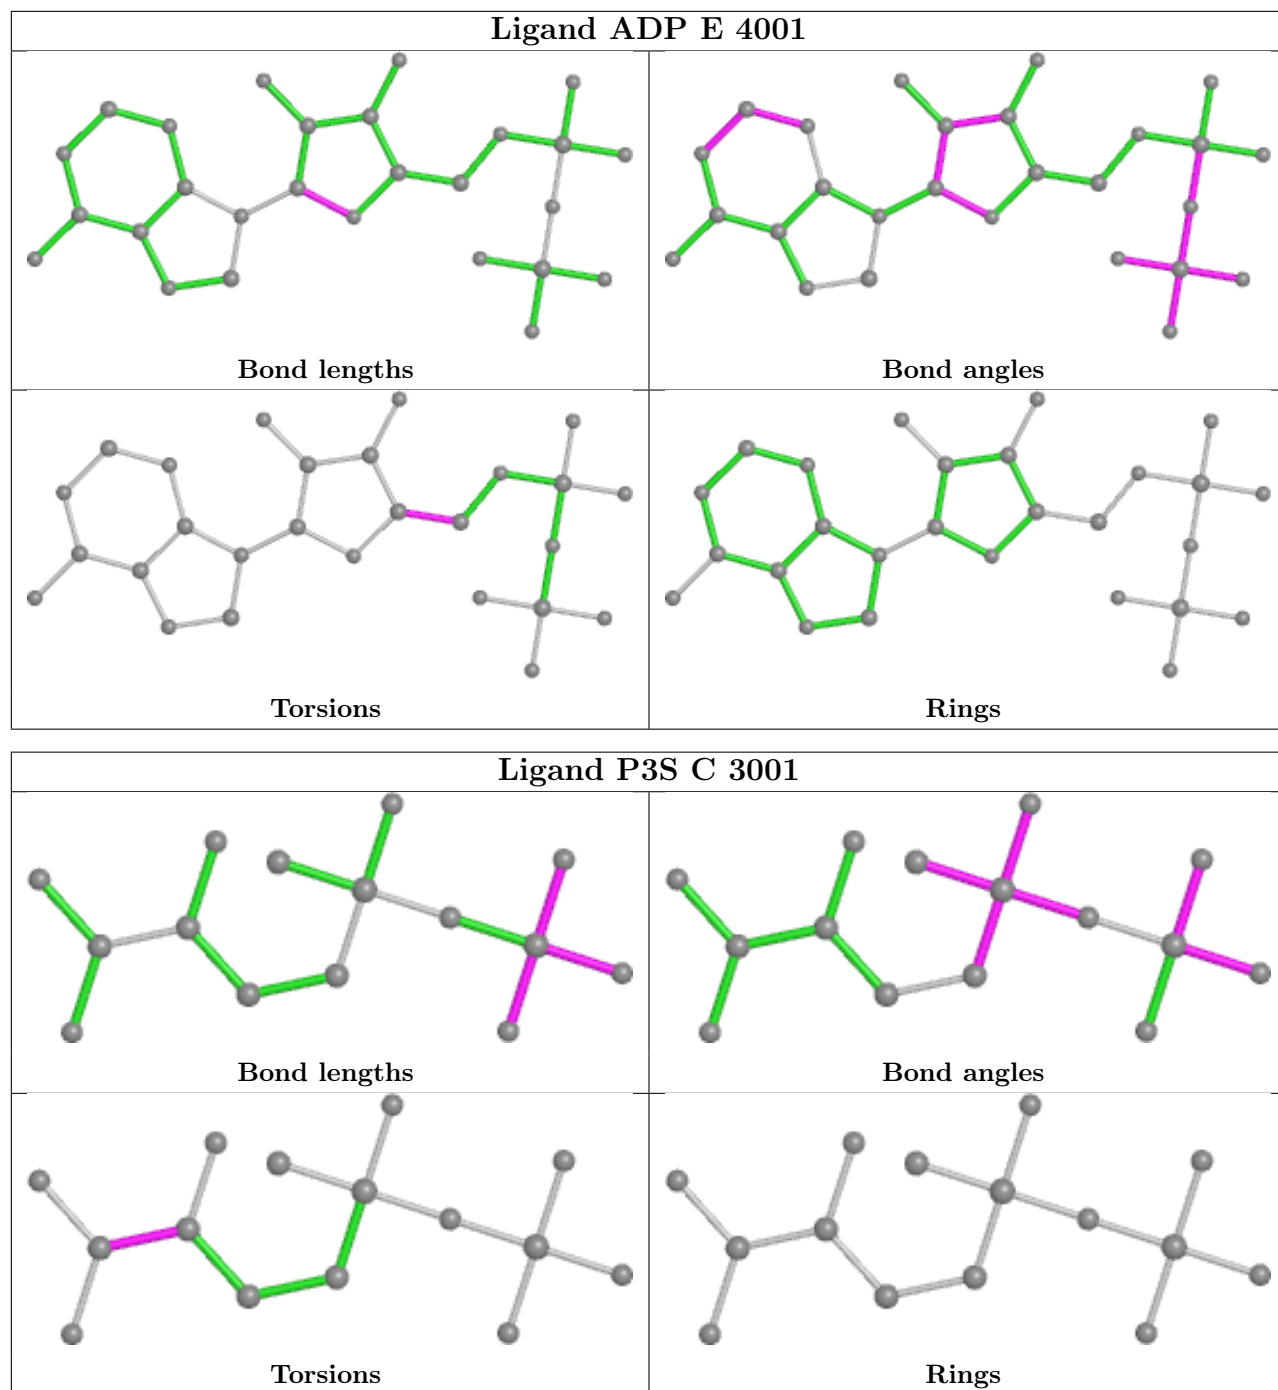 Ligand ADP E 4001
Bond lengths
Bond angles
Torsions
Rings
Ligand P3S C 3001
Bond lengths
Bond angles
Torsions
Rings